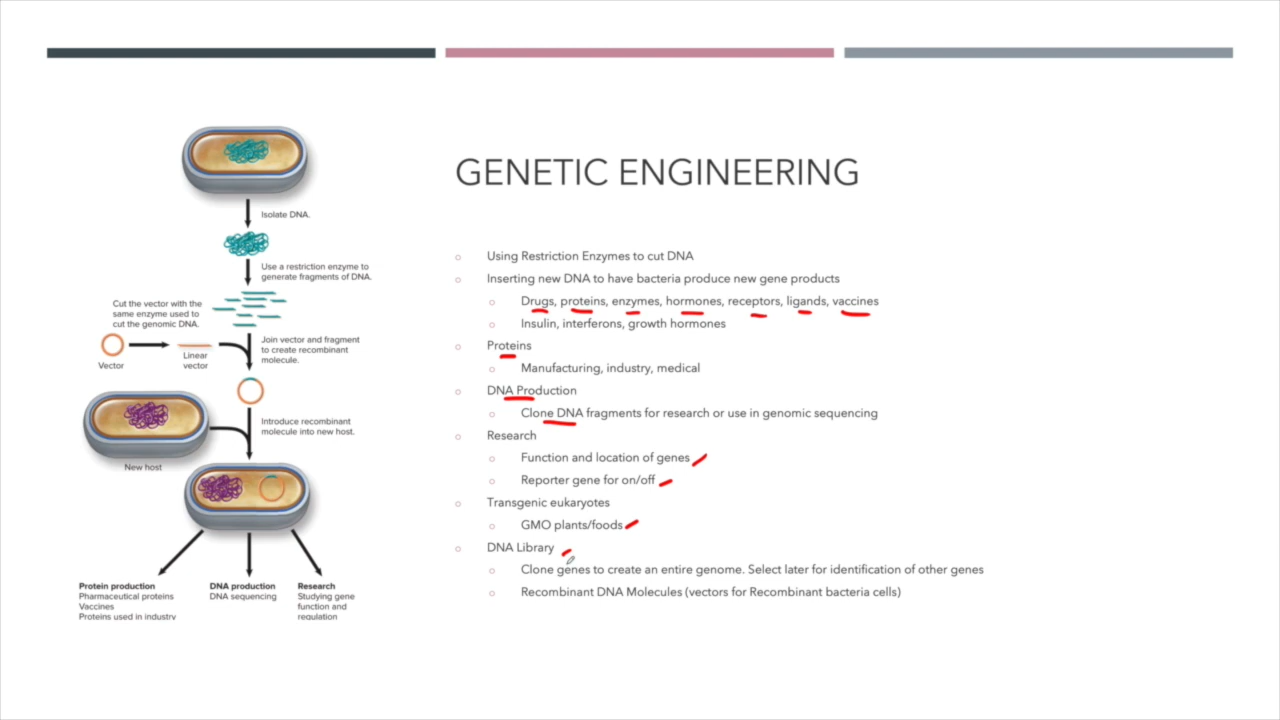 GENETIC ENGINEERING
Isolate DNA.
Use a restriction enzyme to
generate fragments of DNA.
Cut the vector with the
same enzyme used to
cut the genomic DNA.
Join vector and fragment
to create recombinant
molecule.
Vector
Linear
vector
Introduce recombinant
molecule into new host.
New host
Protein production
Pharmaceutical proteins
Vaccines
Proteins used in industry
DNA production
DNA sequencing
Research
Studying gene
function and
regulation
Using Restriction Enzymes to cut DNA
Inserting new DNA to have bacteria produce new gene products
Drugs, proteins, enzymes, hormones, receptors, ligands, vaccines
Insulin, interferons, growth hormones
Proteins
Manufacturing, industry, medical
DNA Production
Clone DNA fragments for research or use in genomic sequencing
Research
Function and location of genes
Reporter gene for on/off
Transgenic eukaryotes
GMO plants/foods
DNA Library
Clone genes to create an entire genome. Select later for identification of other genes
Recombinant DNA Molecules (vectors for Recombinant bacteria cells)